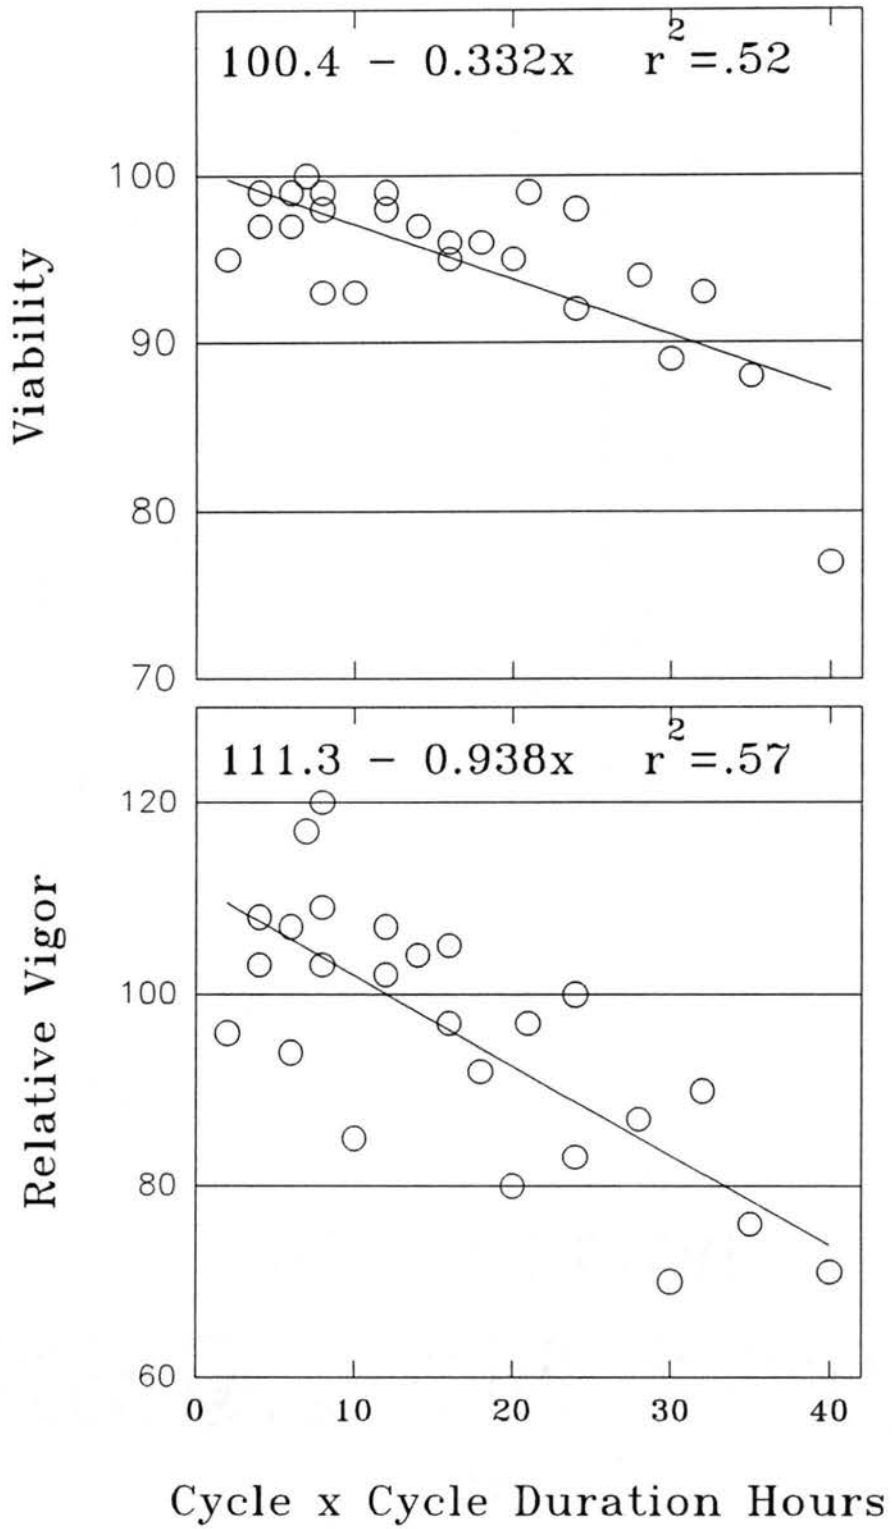 100.4 − 0.332x r²=.52
100
90
80
70
Viability
111.3 − 0.938x r²=.57
120
100
80
60
Relative Vigor
0 10 20 30 40
Cycle x Cycle Duration Hours